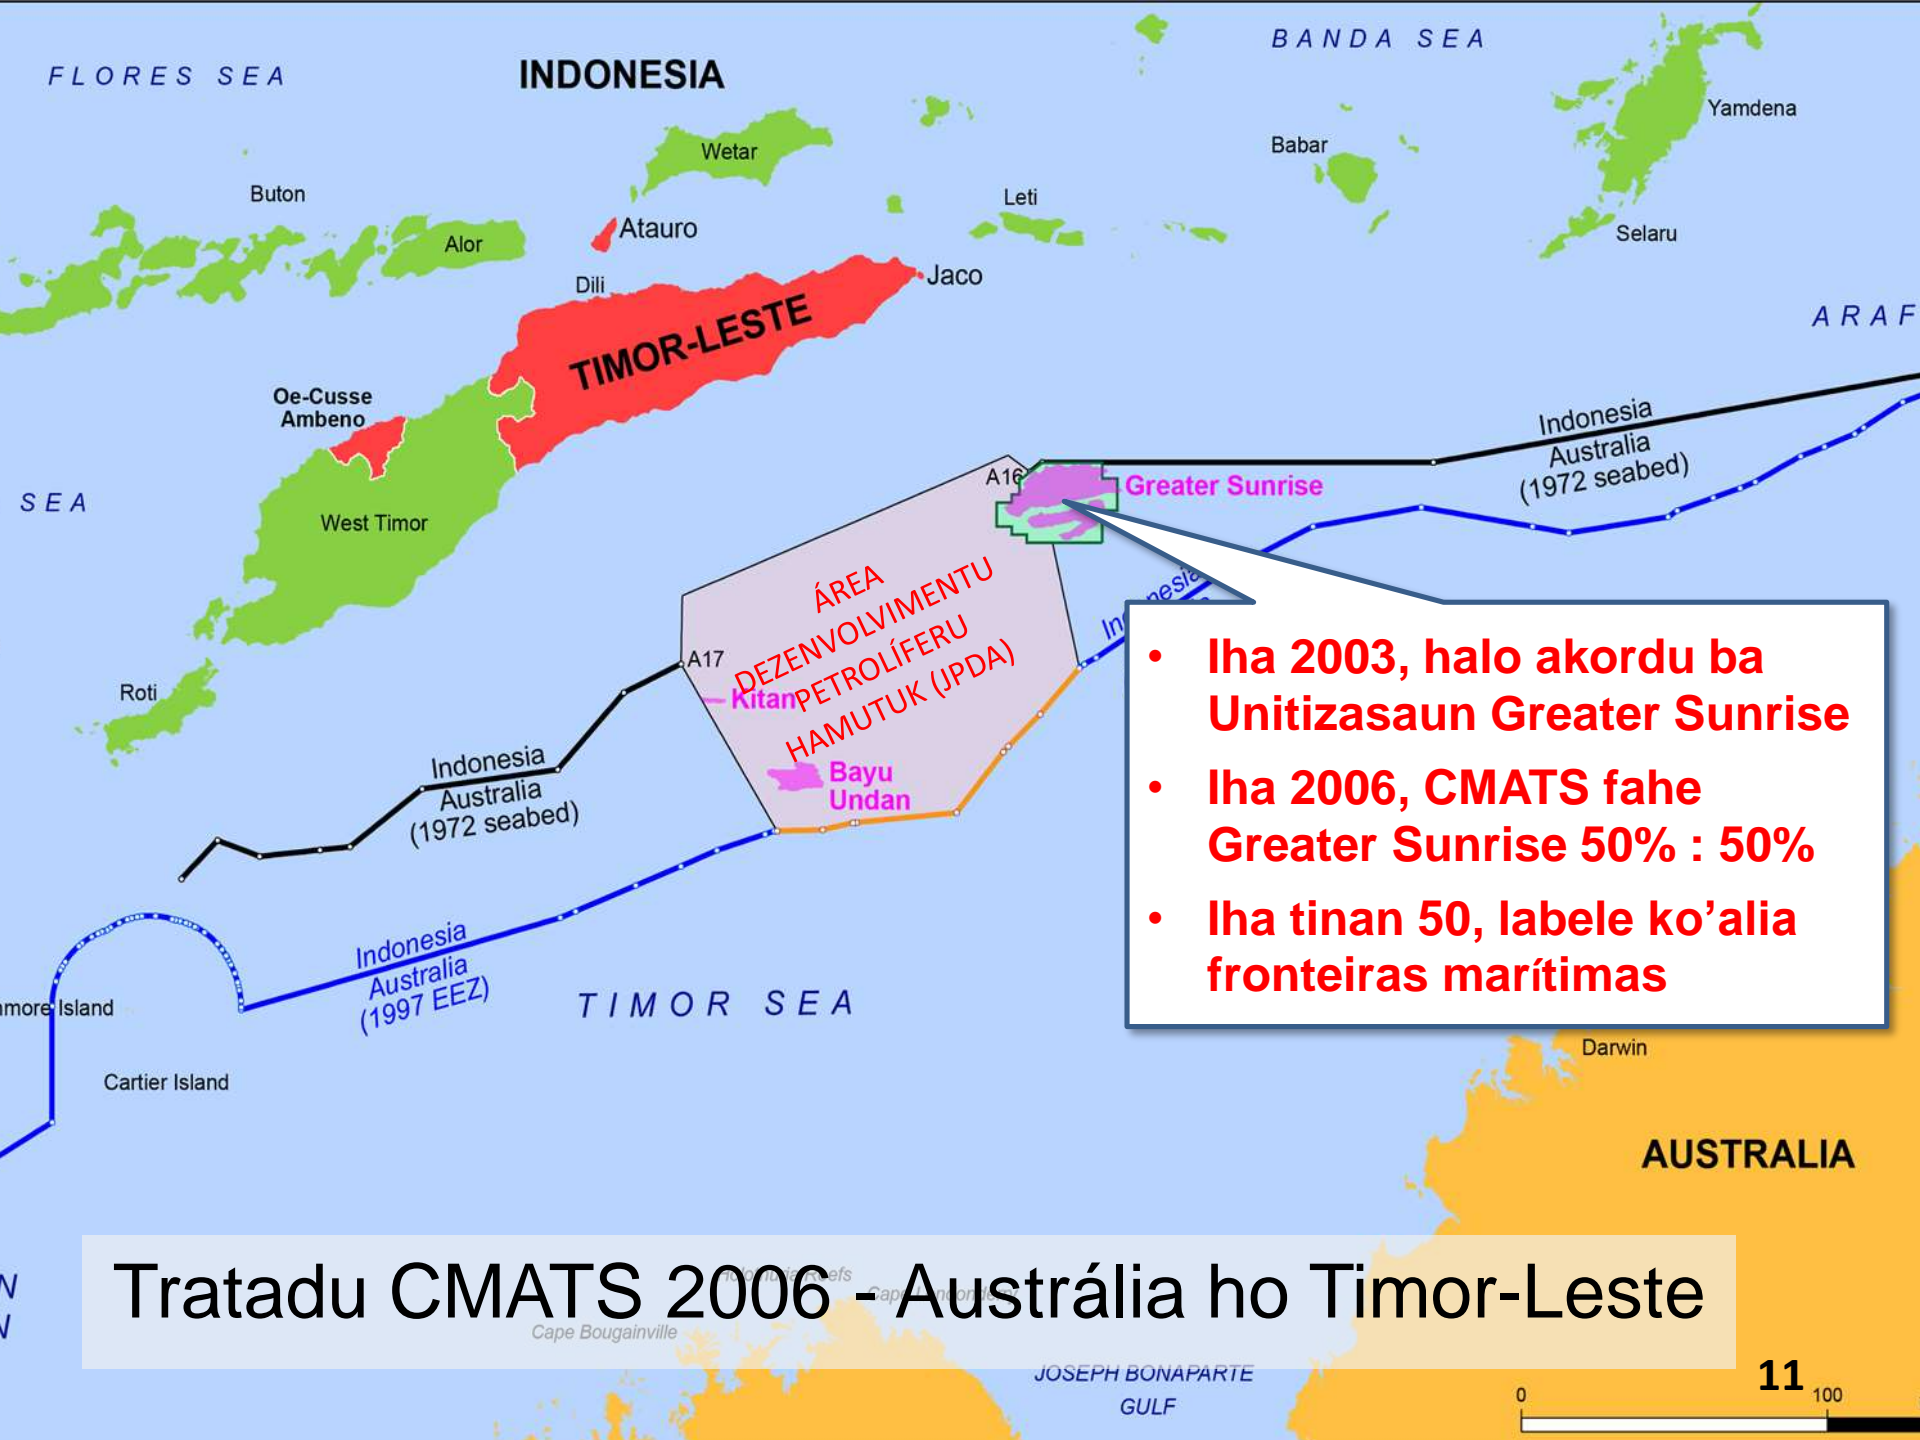 FLORES SEA
INDONESIA
BANDA SEA
Yamdena
Wetar
Babar
Buton
Leti
Atauro
Alor
Selaru
Dili
Jaco
TIMOR-LESTE
ARAF
Oe-Cusse
Ambeno
Indonesia
Australia
(1972 seabed)
A16
Greater Sunrise
SEA
West Timor
ÁREA
DEZENVOLVIMENTU
PETROLÍFERU
HAMUTUK (JPDA)
A17
Kitan
Roti
Bayu
Undan
Indonesia
Australia
(1972 seabed)
• Iha 2003, halo akordu ba
Unitizasaun Greater Sunrise
• Iha 2006, CMATS fahe
Greater Sunrise 50% : 50%
• Iha tinan 50, labele ko’alia
fronteiras marítimas
Indonesia
Australia
(1997 EEZ)
TIMOR SEA
Island
Cartier Island
Darwin
AUSTRALIA
Tratadu CMATS 2006 - Austrália ho Timor-Leste
Cape Bougainville
JOSEPH BONAPARTE
GULF
11
0 100